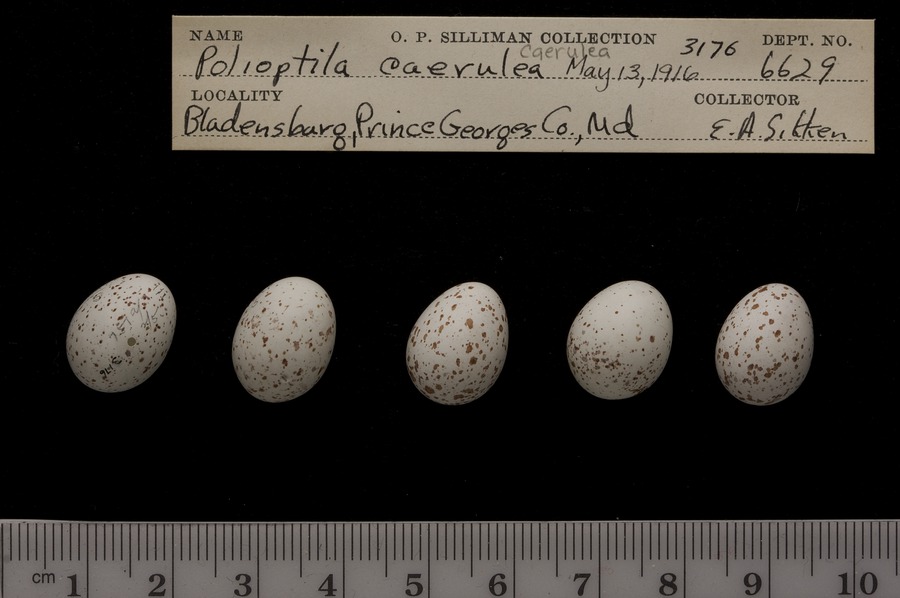 NAME O. P. SILLIMAN COLLECTION 3176 DEPT. NO.
caerulea
Polioptila caerulea May 13, 1916 6629
LOCALITY COLLECTOR
Bladensburg, Prince Georges Co., Md E.A.Sitken
cm 1 2 3 4 5 6 7 8 9 10